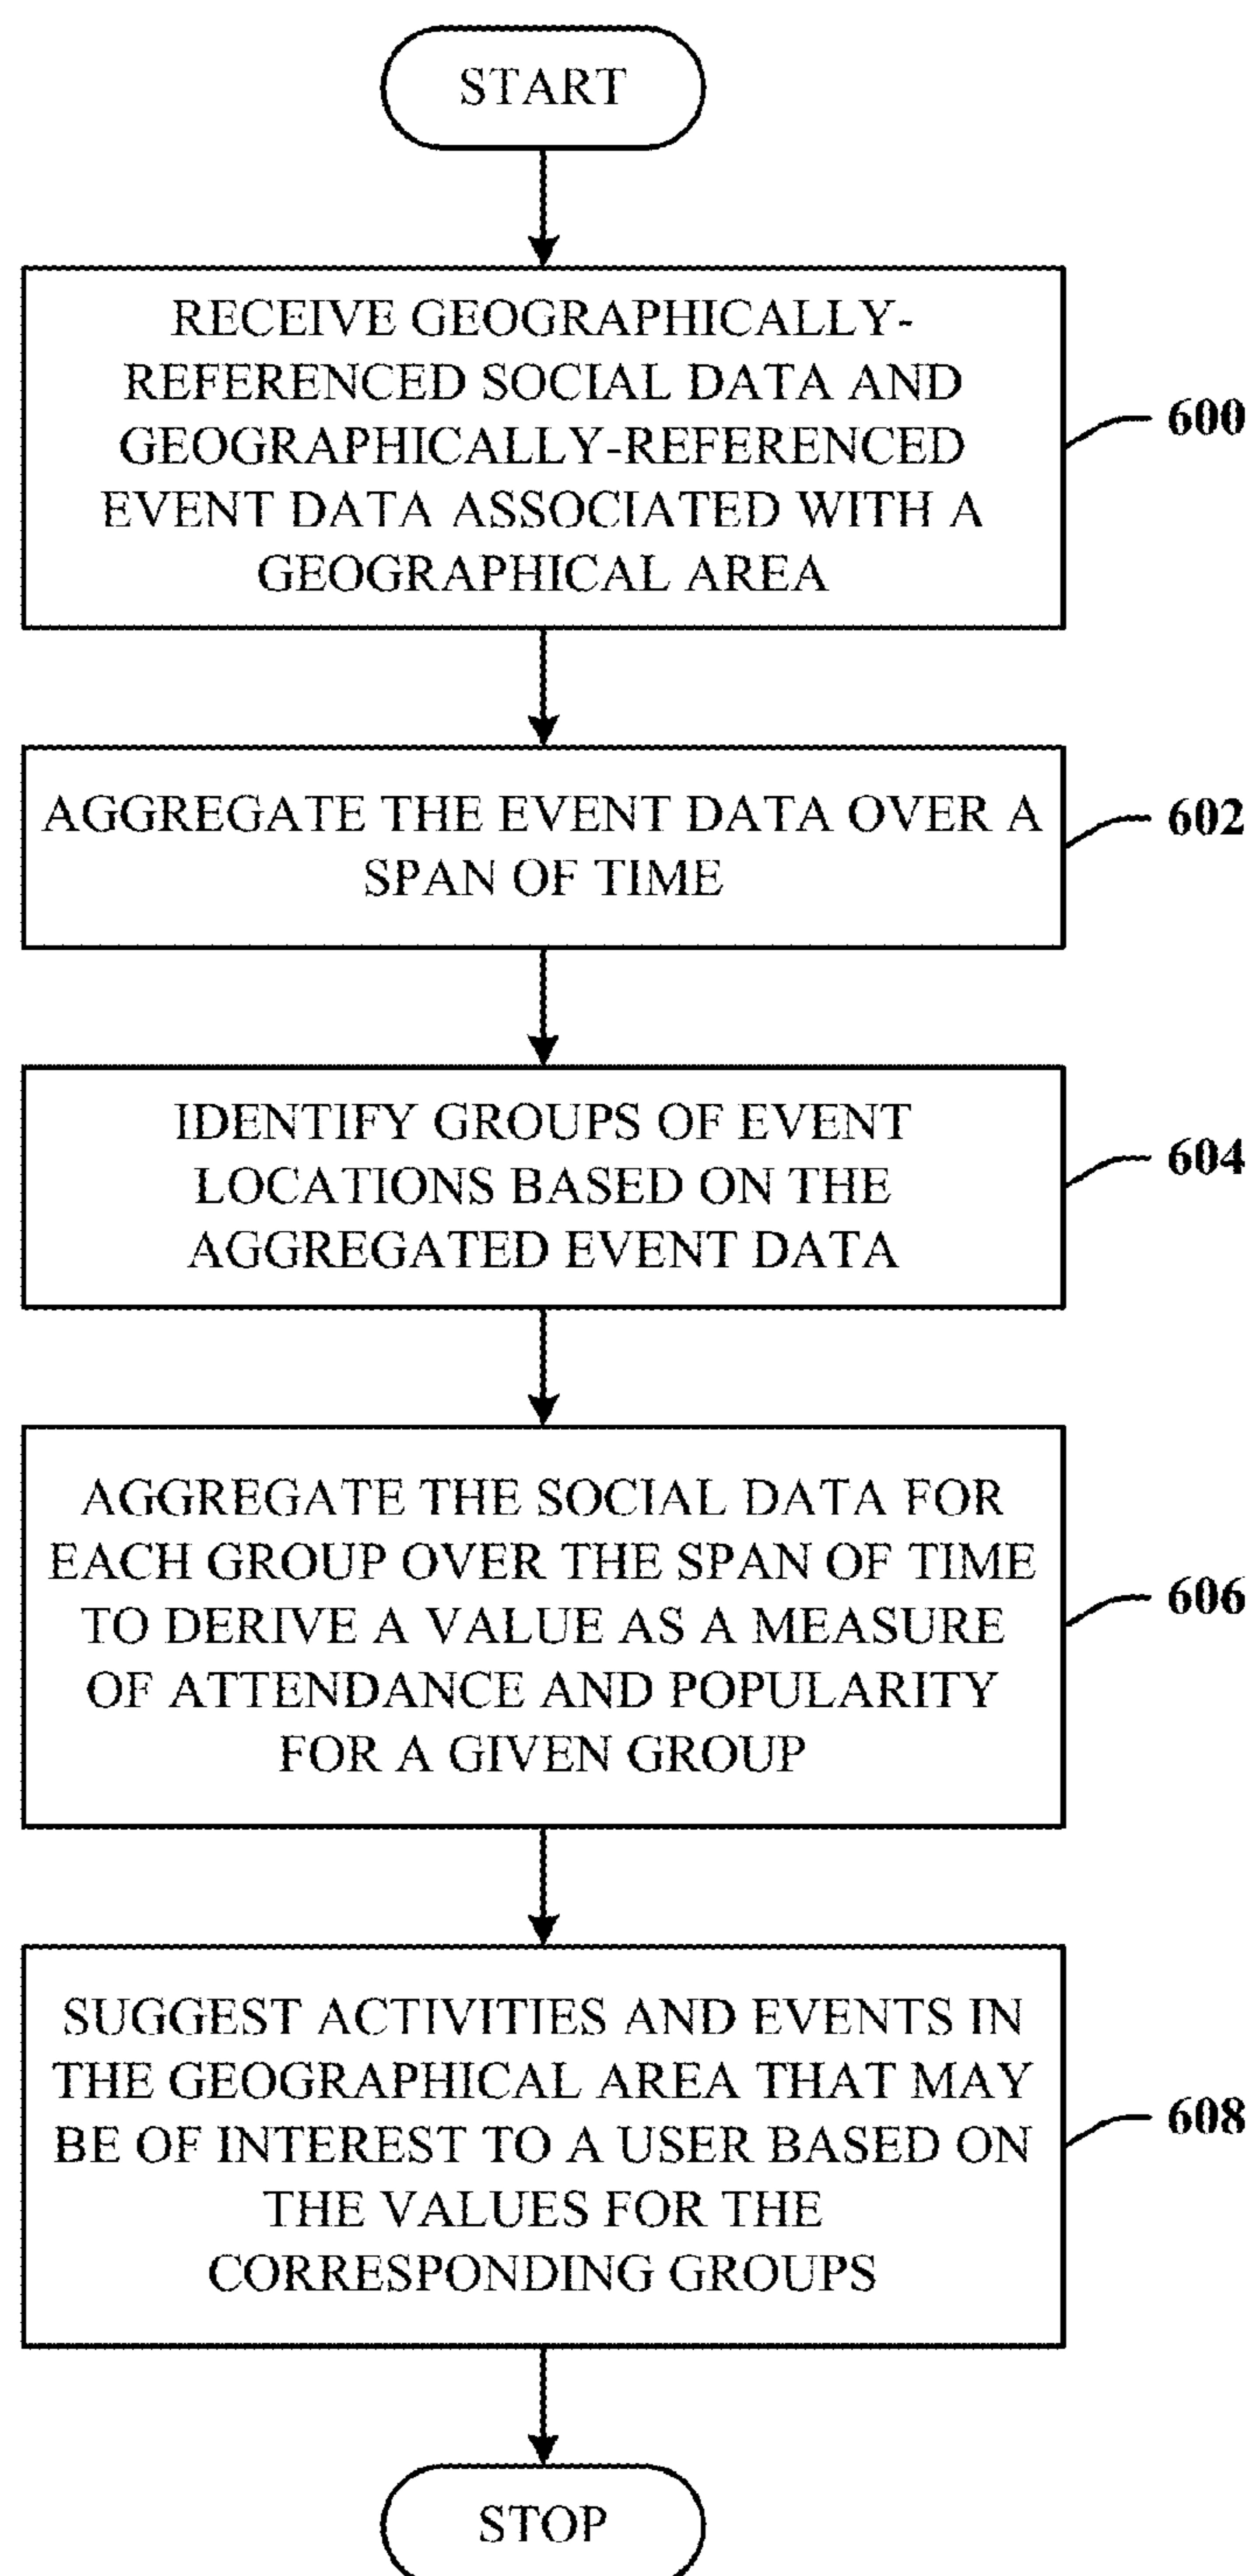 START
RECEIVE GEOGRAPHICALLY-
REFERENCED SOCIAL DATA AND
GEOGRAPHICALLY-REFERENCED
EVENT DATA ASSOCIATED WITH A
GEOGRAPHICAL AREA
600
AGGREGATE THE EVENT DATA OVER A
SPAN OF TIME
602
IDENTIFY GROUPS OF EVENT
LOCATIONS BASED ON THE
AGGREGATED EVENT DATA
604
AGGREGATE THE SOCIAL DATA FOR
EACH GROUP OVER THE SPAN OF TIME
TO DERIVE A VALUE AS A MEASURE
OF ATTENDANCE AND POPULARITY
FOR A GIVEN GROUP
606
SUGGEST ACTIVITIES AND EVENTS IN
THE GEOGRAPHICAL AREA THAT MAY
BE OF INTEREST TO A USER BASED ON
THE VALUES FOR THE
CORRESPONDING GROUPS
608
STOP